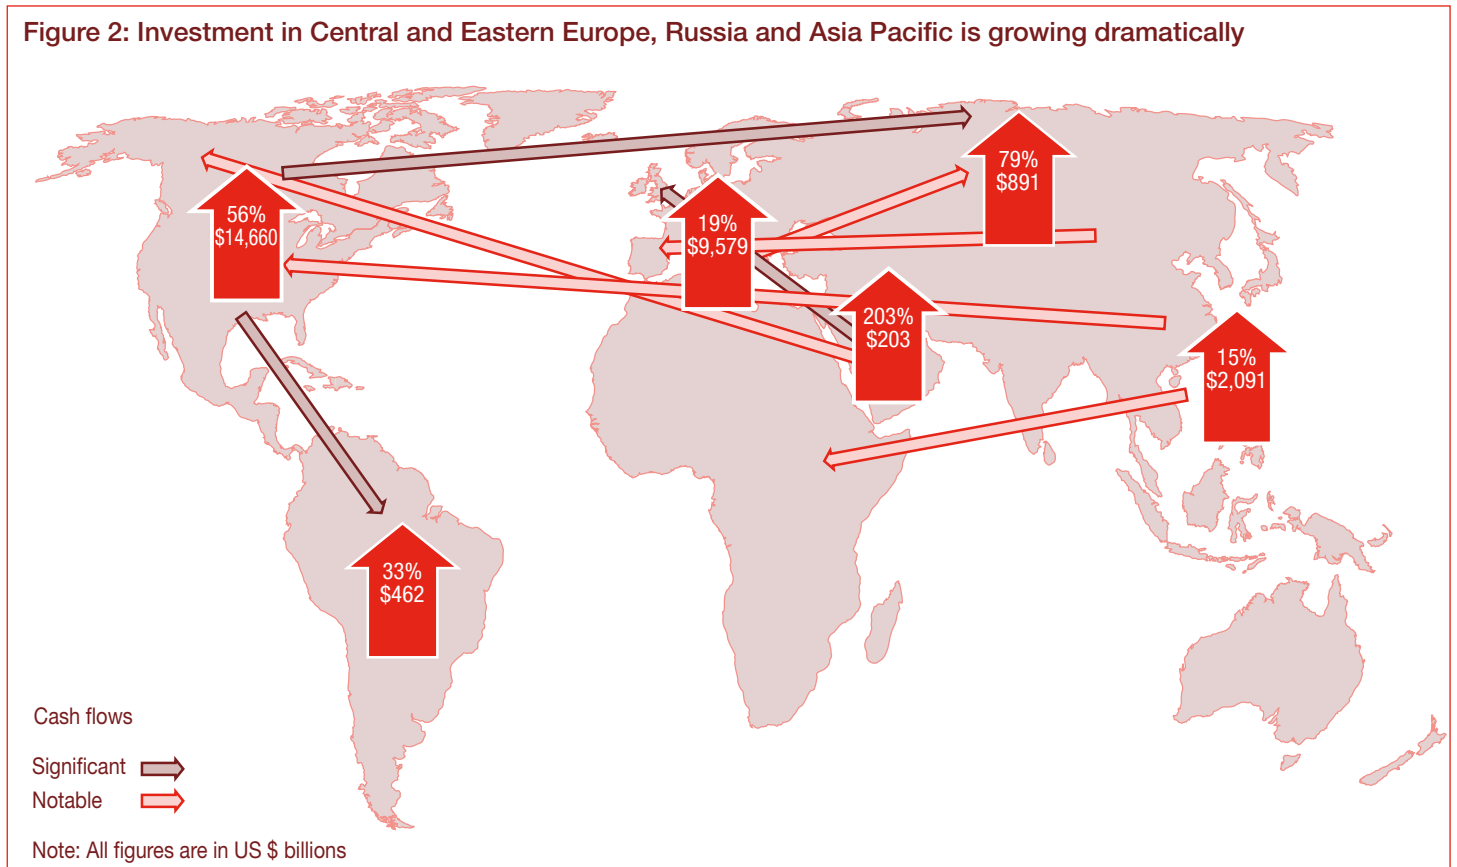 Figure 2: Investment in Central and Eastern Europe, Russia and Asia Pacific is growing dramatically
79%
$891
56%
$14,660
19%
$9,579
203%
$203
15%
$2,091
33%
$462
Cash flows
Significant
Notable
Note: All figures are in US $ billions